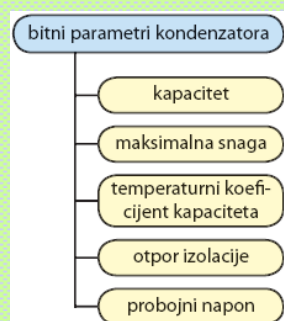 bitni parametri kondenzatora
kapacitet
maksimalna snaga
temperaturni koefi-
cijent kapaciteta
otpor izolacije
probojni napon